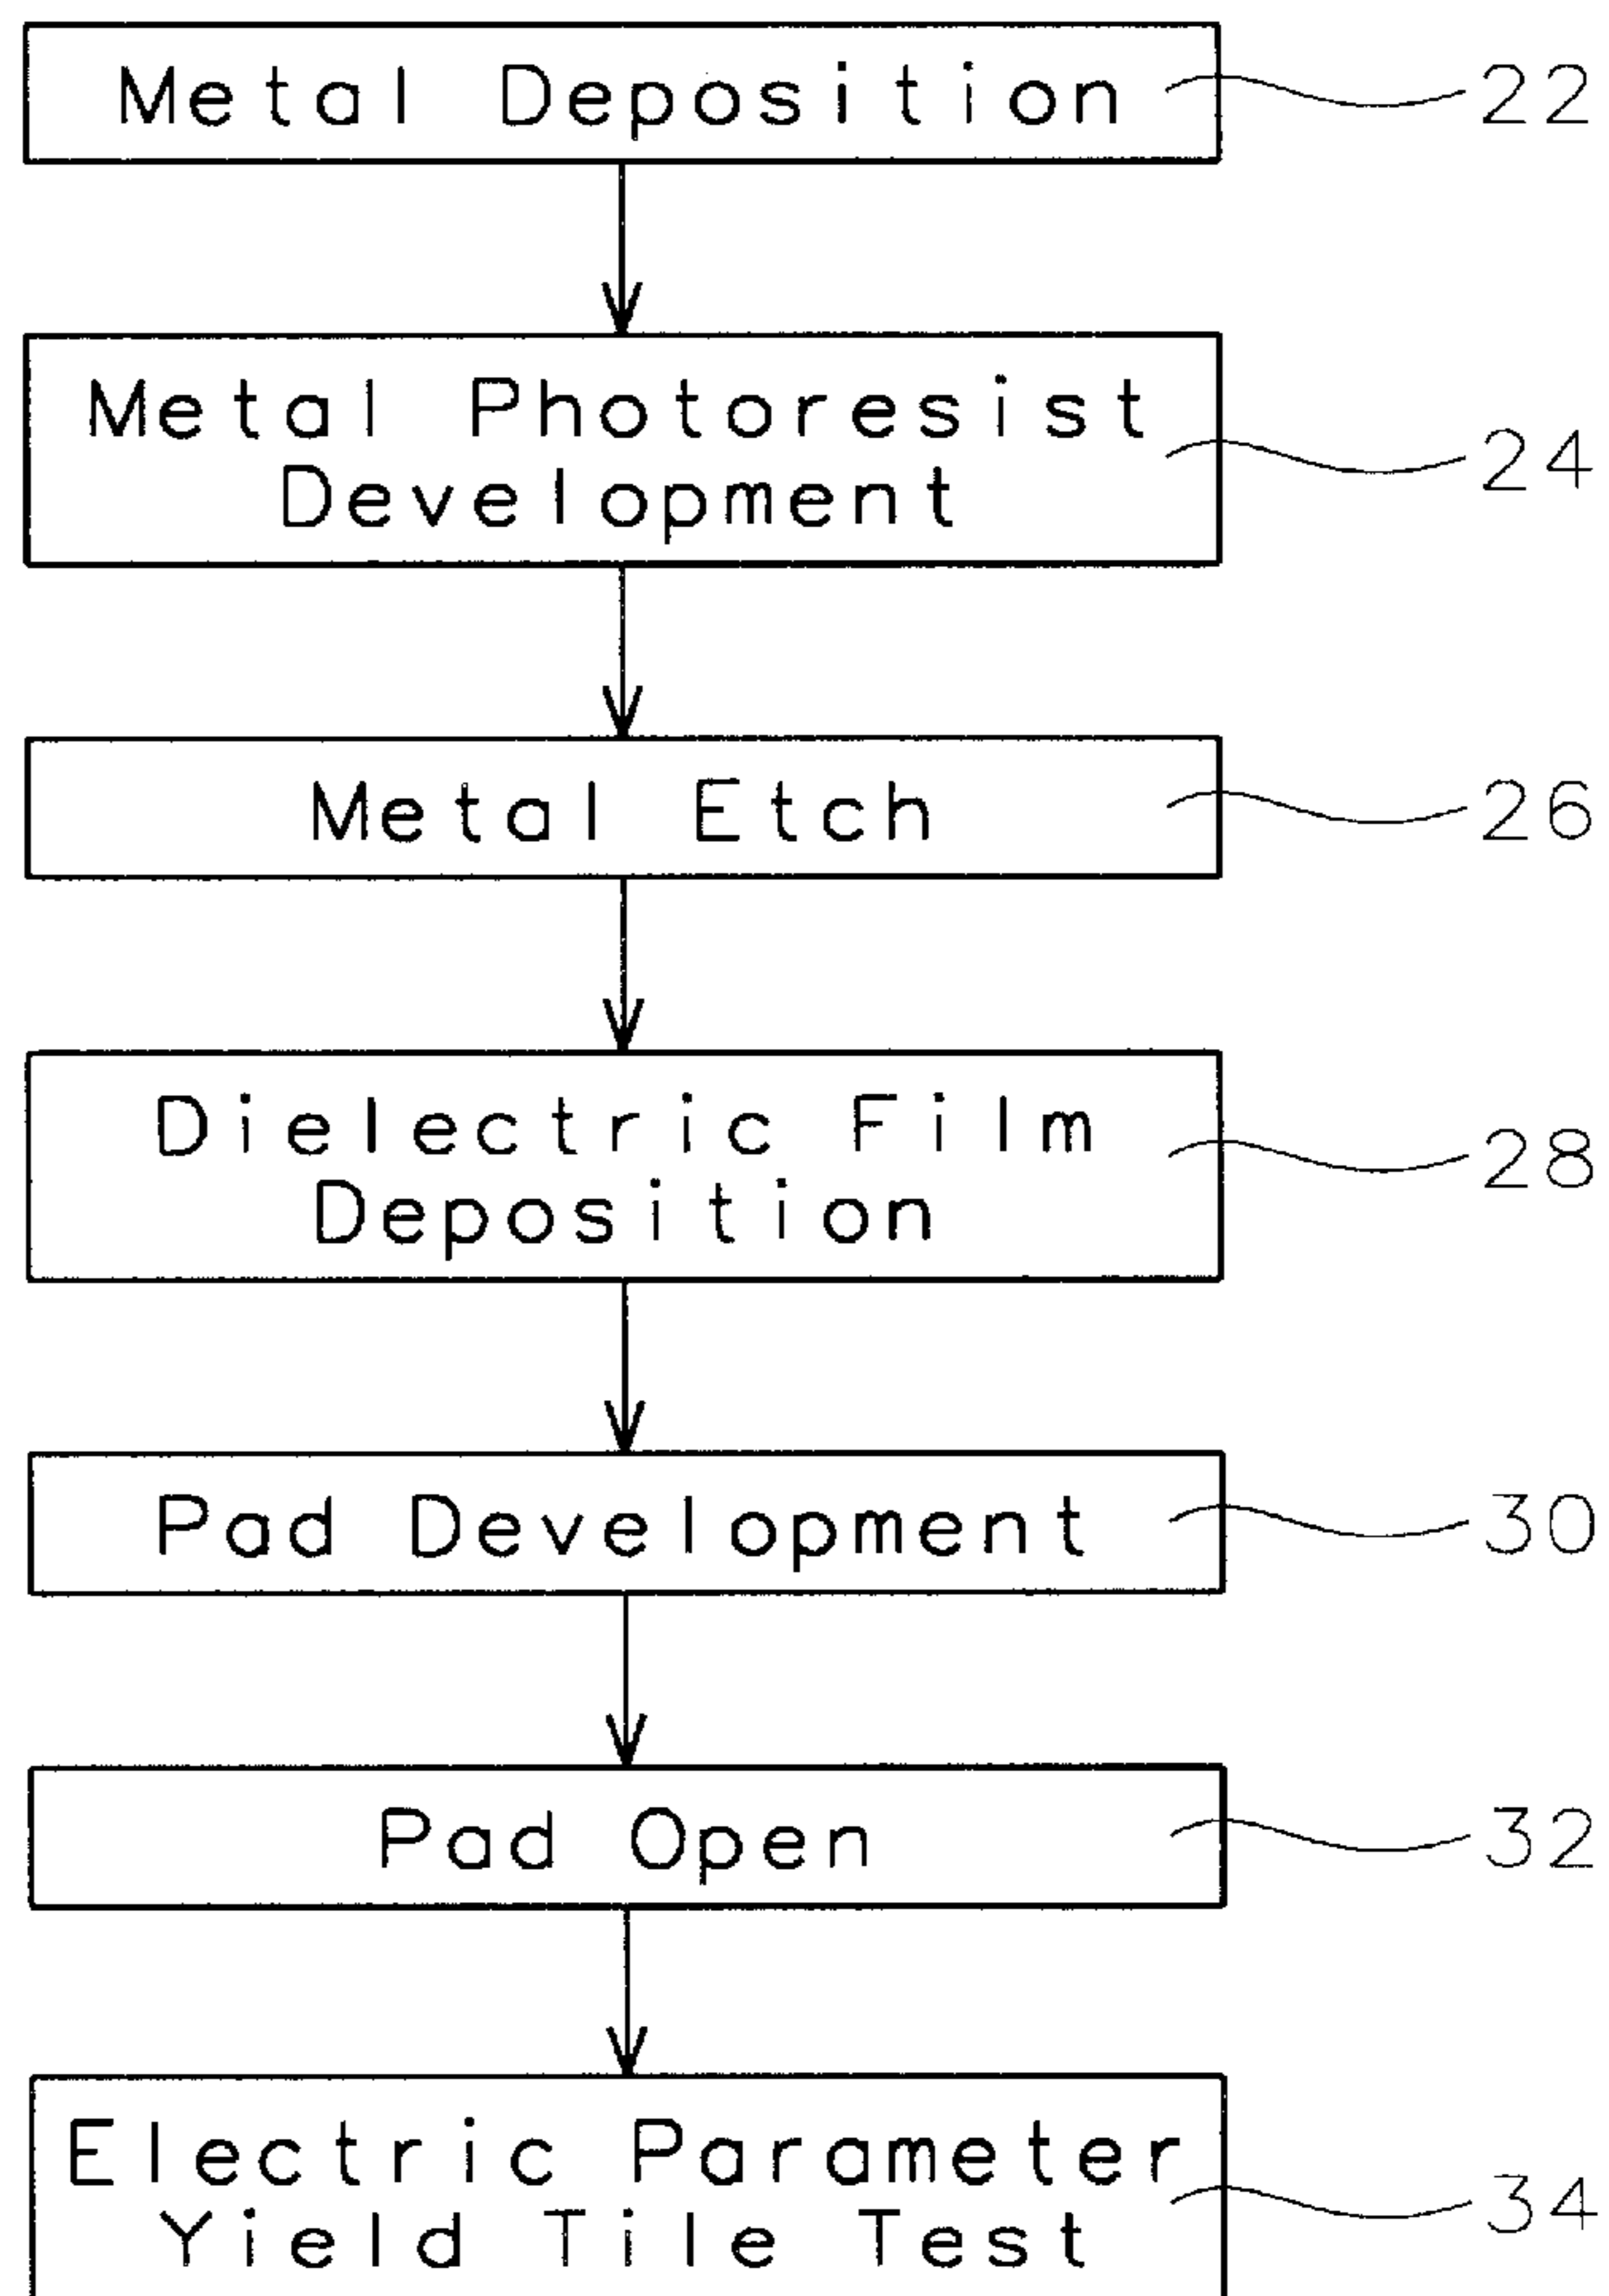 Metal Deposition 22
Metal Photoresist
Development
24
Metal Etch 26
Dielectric Film
Deposition
28
Pad Development 30
Pad Open 32
Electric Parameter
Yield Tile Test
34